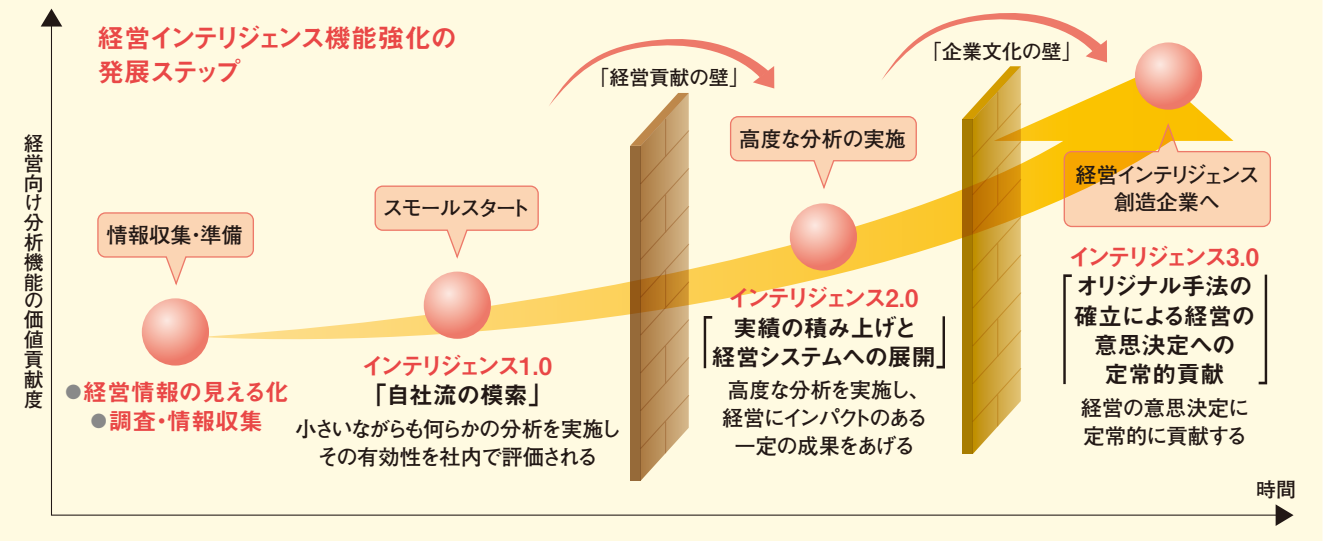 経営インテリジェンス機能強化の
発展ステップ
経営向け分析機能の価値貢献度
情報収集・準備
●経営情報の見える化
●調査・情報収集
スモールスタート
インテリジェンス1.0
「自社流の模索」
小さいながらも何らかの分析を実施し
その有効性を社内で評価される
「経営貢献の壁」
高度な分析の実施
インテリジェンス2.0
「実績の積み上げと
経営システムへの展開」
高度な分析を実施し、
経営にインパクトのある
一定の成果をあげる
「企業文化の壁」
経営インテリジェンス
創造企業へ
インテリジェンス3.0
「オリジナル手法の
確立による経営の
意思決定への
定常的貢献」
経営の意思決定に
定常的に貢献する
時間